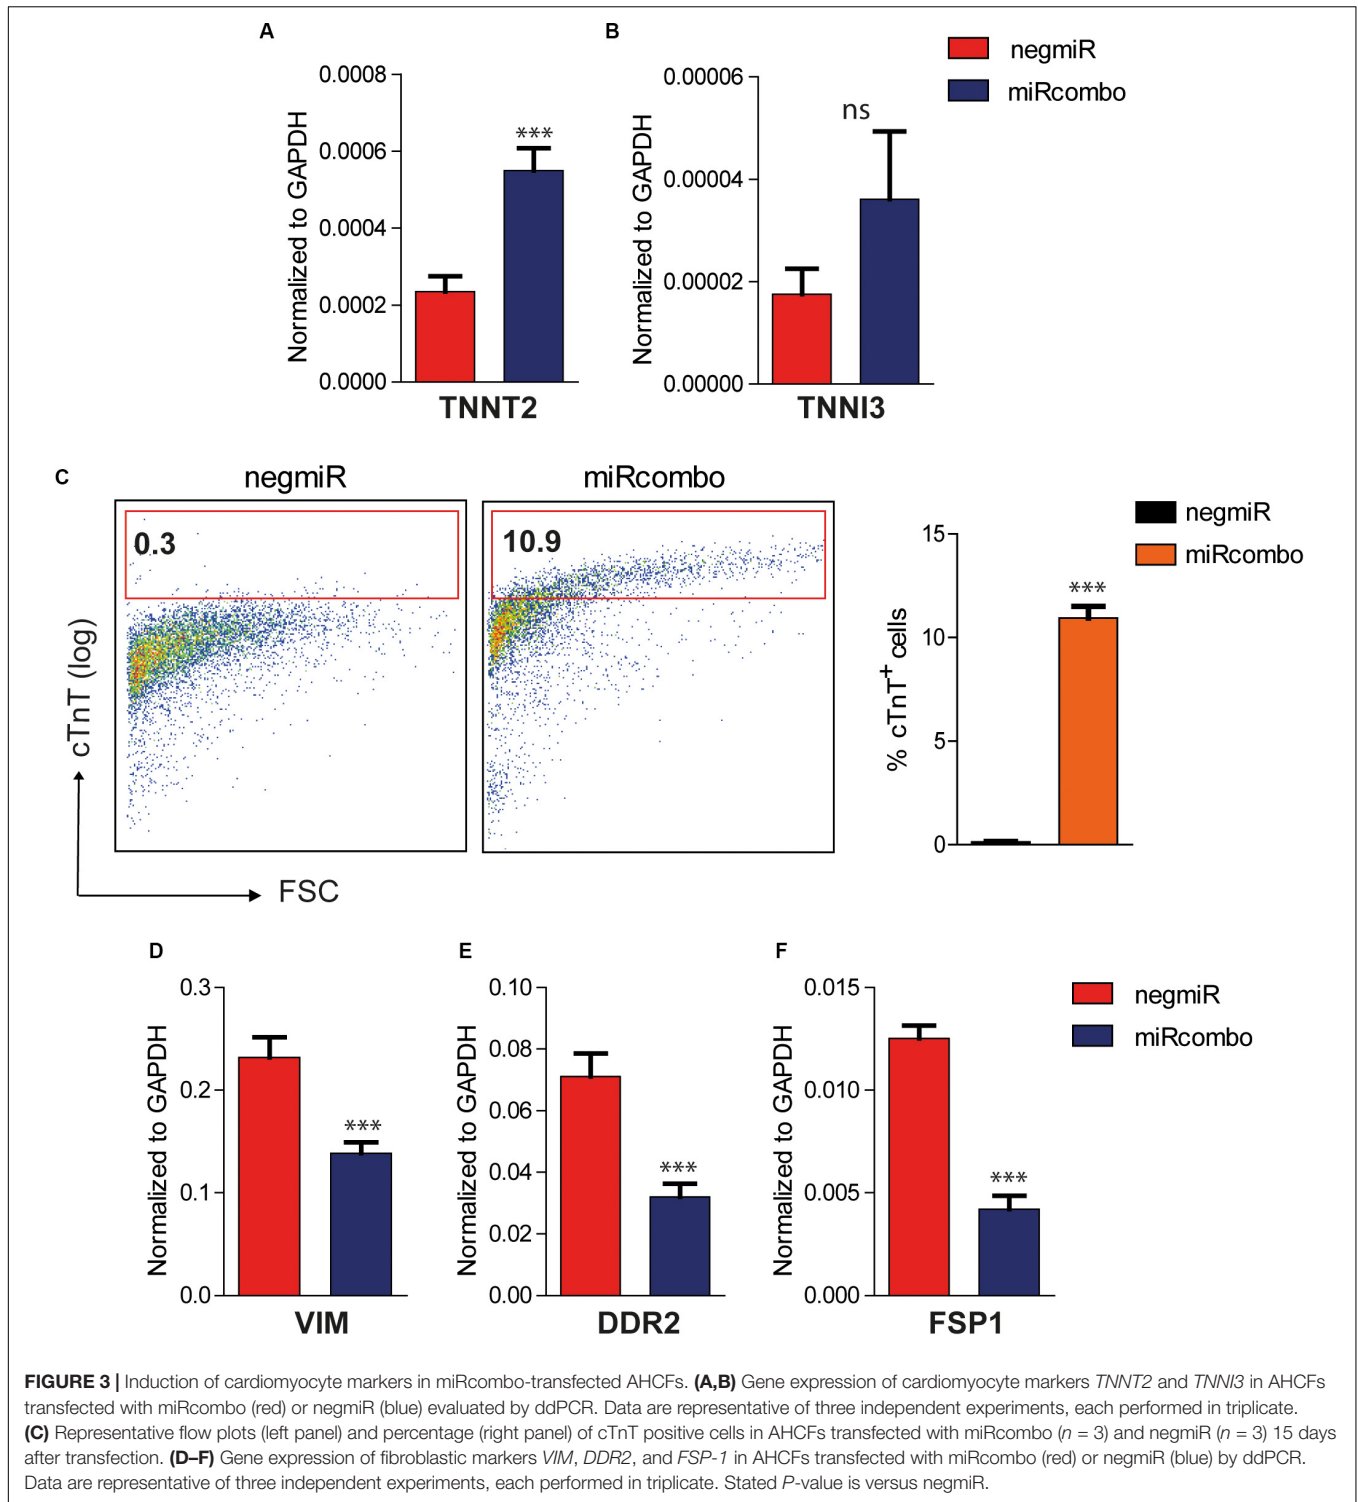 A
B
negmiR
miRcombo
Normalized to GAPDH
0.0008
0.0006
0.0004
0.0002
0.0000
***
TNNT2
Normalized to GAPDH
0.00006
0.00004
0.00002
0.00000
ns
TNNI3
C
negmiR
miRcombo
0.3
10.9
cTnT (log)
FSC
negmiR
miRcombo
% cTnT+ cells
15
10
5
0
***
D
E
F
negmiR
miRcombo
Normalized to GAPDH
0.3
0.2
0.1
0.0
***
VIM
Normalized to GAPDH
0.10
0.08
0.06
0.04
0.02
0.00
***
DDR2
Normalized to GAPDH
0.015
0.010
0.005
0.000
***
FSP1
FIGURE 3 | Induction of cardiomyocyte markers in miRcombo-transfected AHCFs. (A,B) Gene expression of cardiomyocyte markers TNNT2 and TNNI3 in AHCFs
transfected with miRcombo (red) or negmiR (blue) evaluated by ddPCR. Data are representative of three independent experiments, each performed in triplicate.
(C) Representative flow plots (left panel) and percentage (right panel) of cTnT positive cells in AHCFs transfected with miRcombo (n = 3) and negmiR (n = 3) 15 days
after transfection. (D–F) Gene expression of fibroblastic markers VIM, DDR2, and FSP-1 in AHCFs transfected with miRcombo (red) or negmiR (blue) by ddPCR.
Data are representative of three independent experiments, each performed in triplicate. Stated P-value is versus negmiR.